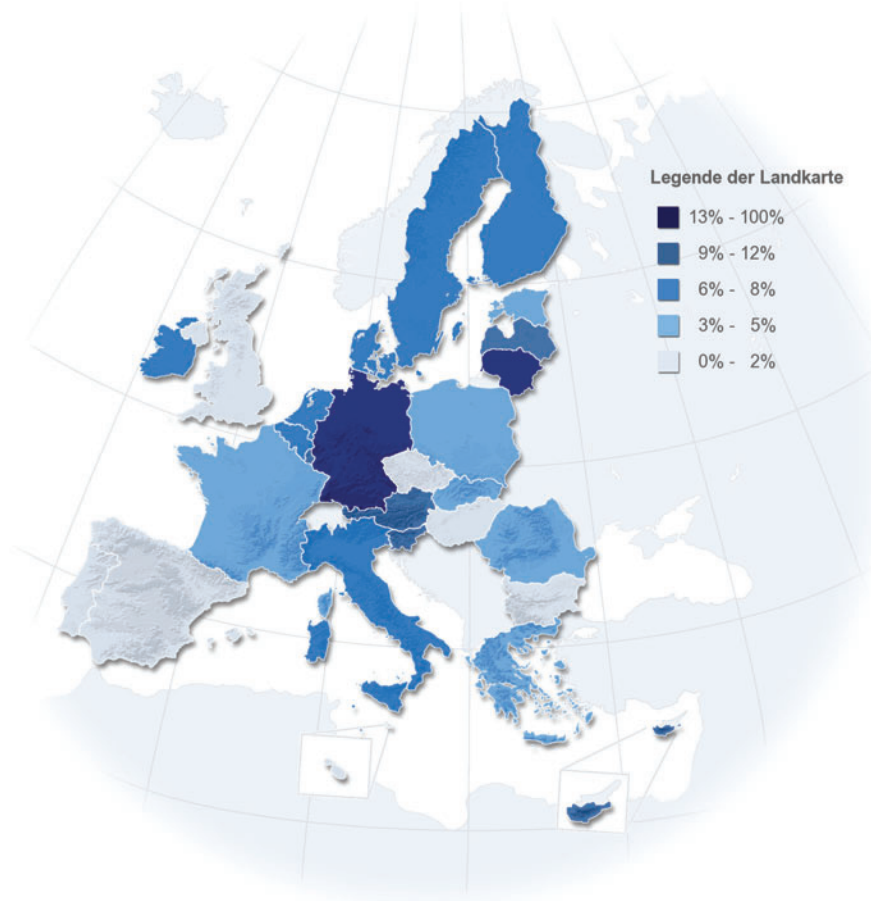 Legende der Landkarte
13% - 100%
9% - 12%
6% - 8%
3% - 5%
0% - 2%